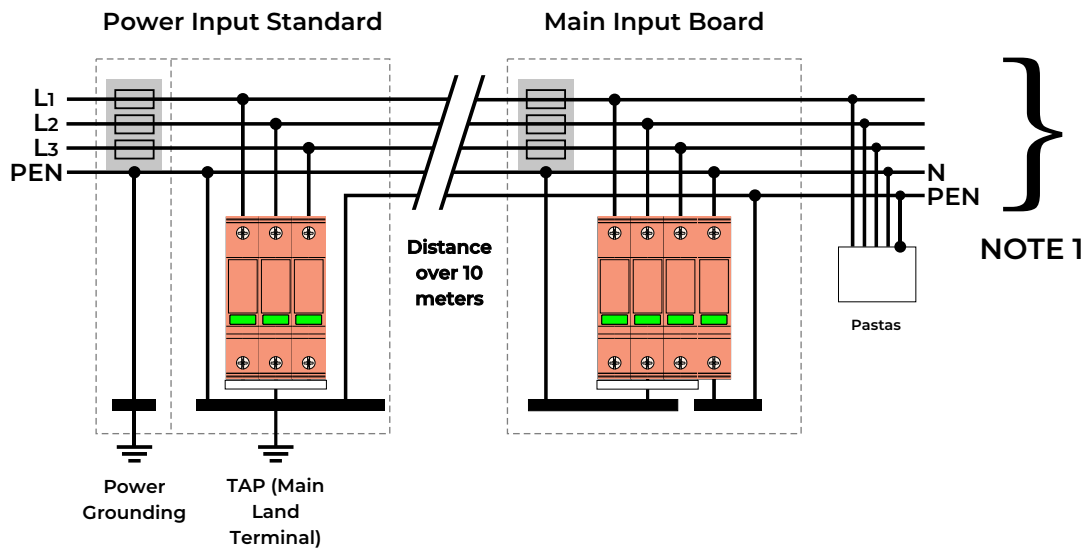 Power Input Standard
Main Input Board
L1
L2
L3
PEN
N
PEN
NOTE 1
Distance
over 10
meters
Pastas
Power
Grounding
TAP (Main
Land
Terminal)